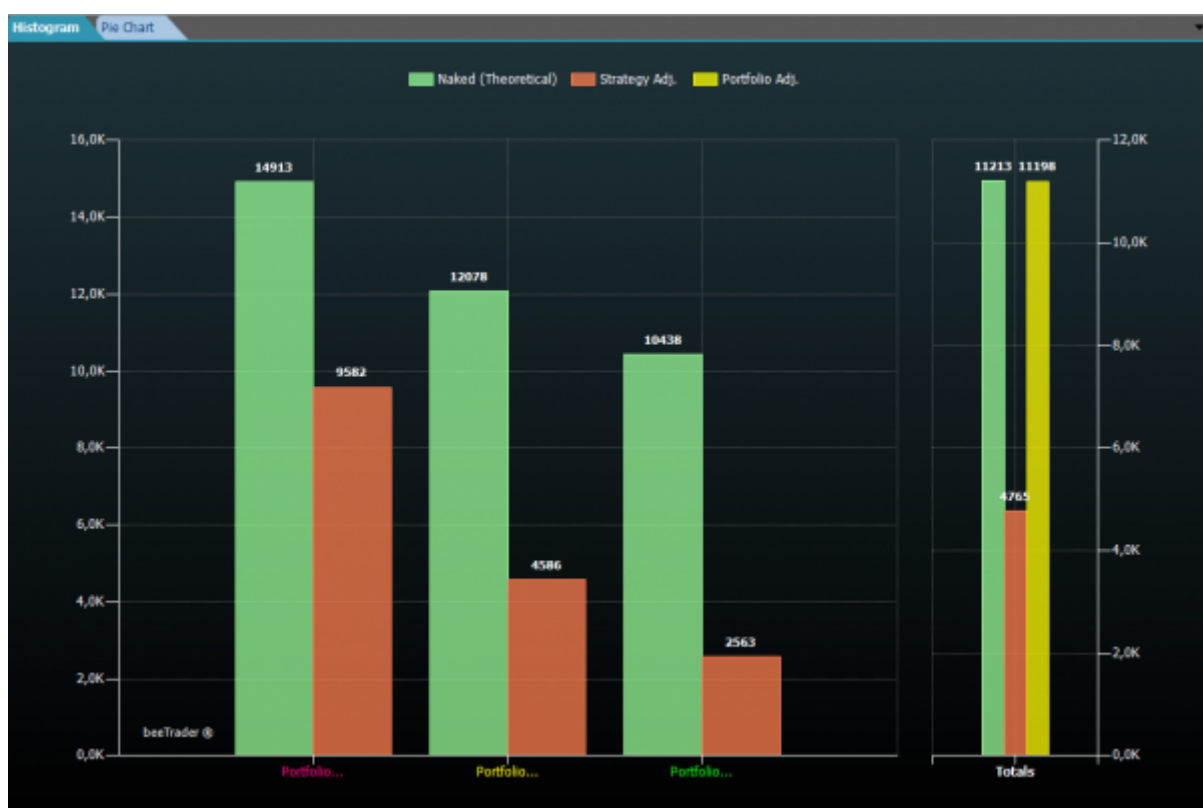 Histogram Pie Chart
Naked (Theoretical) Strategy Adj. Portfolio Adj.
16,0K
14,0K
12,0K
10,0K
8,0K
6,0K
4,0K
2,0K
0,0K
14913
9582
12078
4586
10438
2563
beeTrader ®
Portfolio... Portfolio... Portfolio...
11213 11198
4765
Totals
12,0K
10,0K
8,0K
6,0K
4,0K
2,0K
0,0K